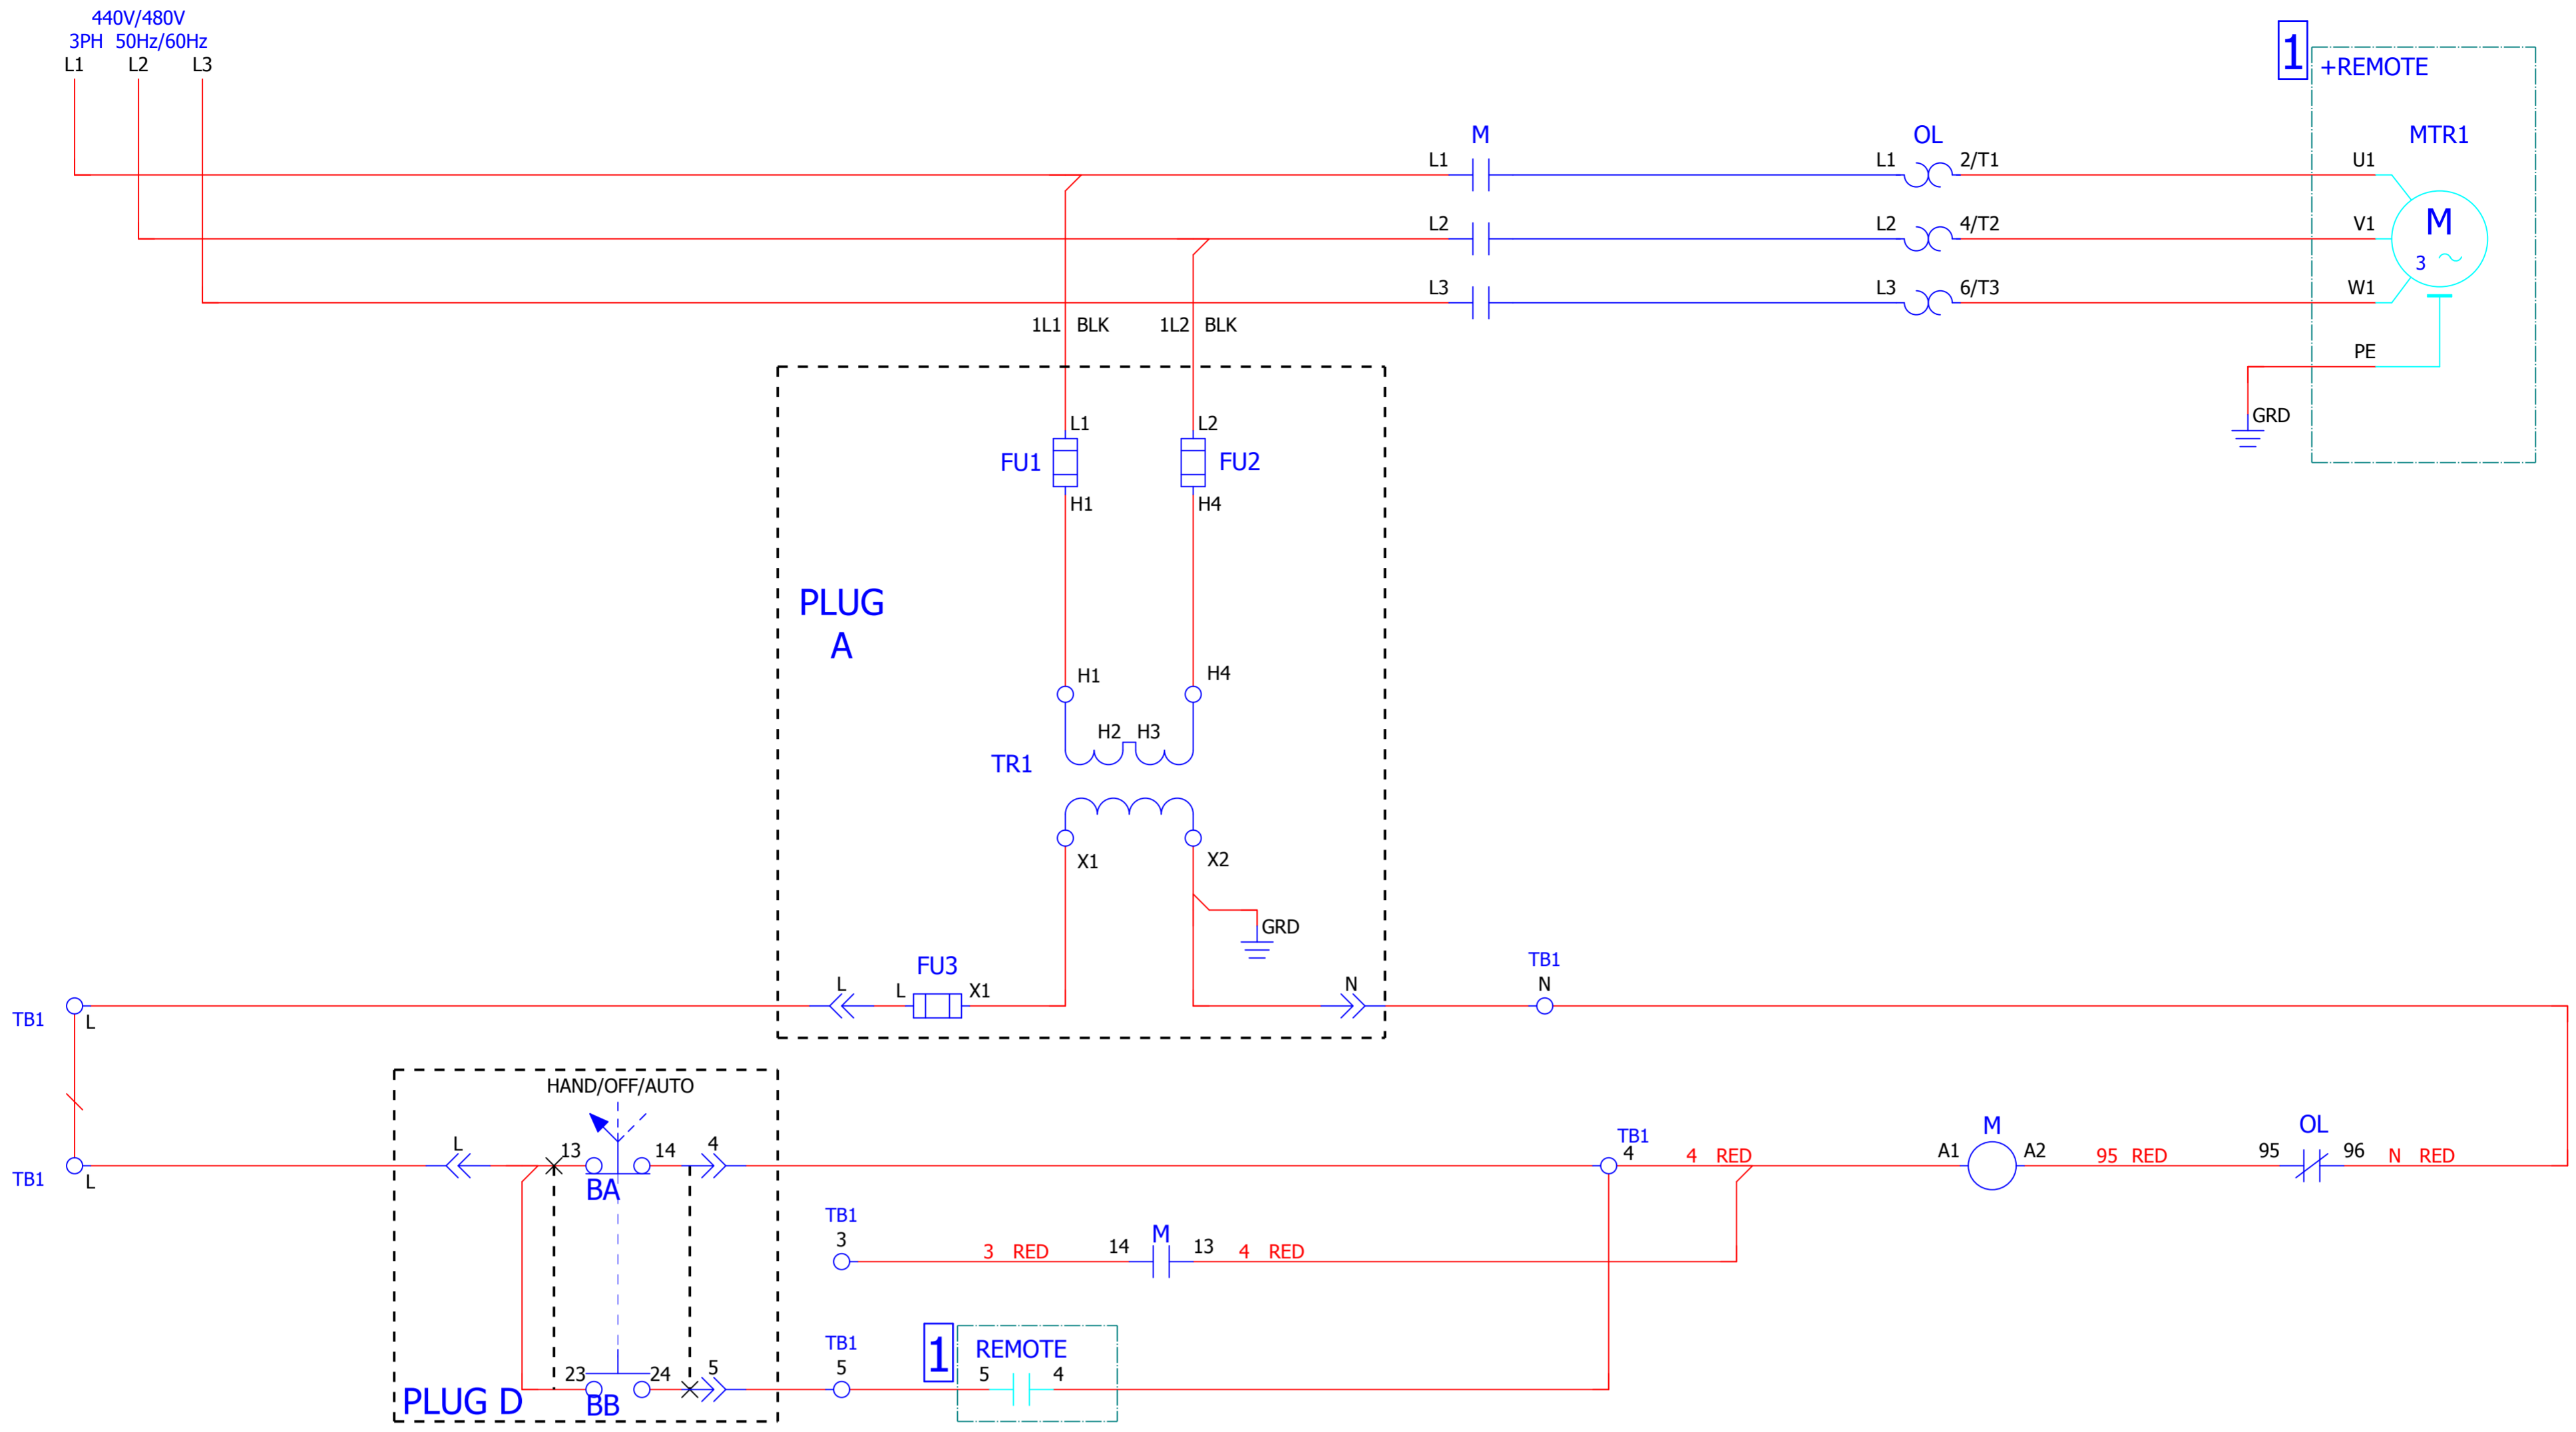 440V/480V
3PH 50Hz/60Hz
L1 L2 L3
1 +REMOTE
M OL MTR1
L1 L1 2/T1 U1
L2 L2 4/T2 V1
M
3
L3 L3 6/T3 W1
1L1 BLK 1L2 BLK
PE
GRD
L1 L2
FU1 FU2
H1 H4
PLUG
A
H1 H4
H2 H3
TR1
X1 X2
GRD
FU3
L L X1 N
TB1
N
TB1 L
HAND/OFF/AUTO
L 13 14 4
BA
TB1 L
TB1
4
4 RED
M
A1 A2
95 RED
OL
95 96
N RED
TB1
3
3 RED
M
14 13
4 RED
TB1
5
1 REMOTE
5 4
23 24 5
BB
PLUG D